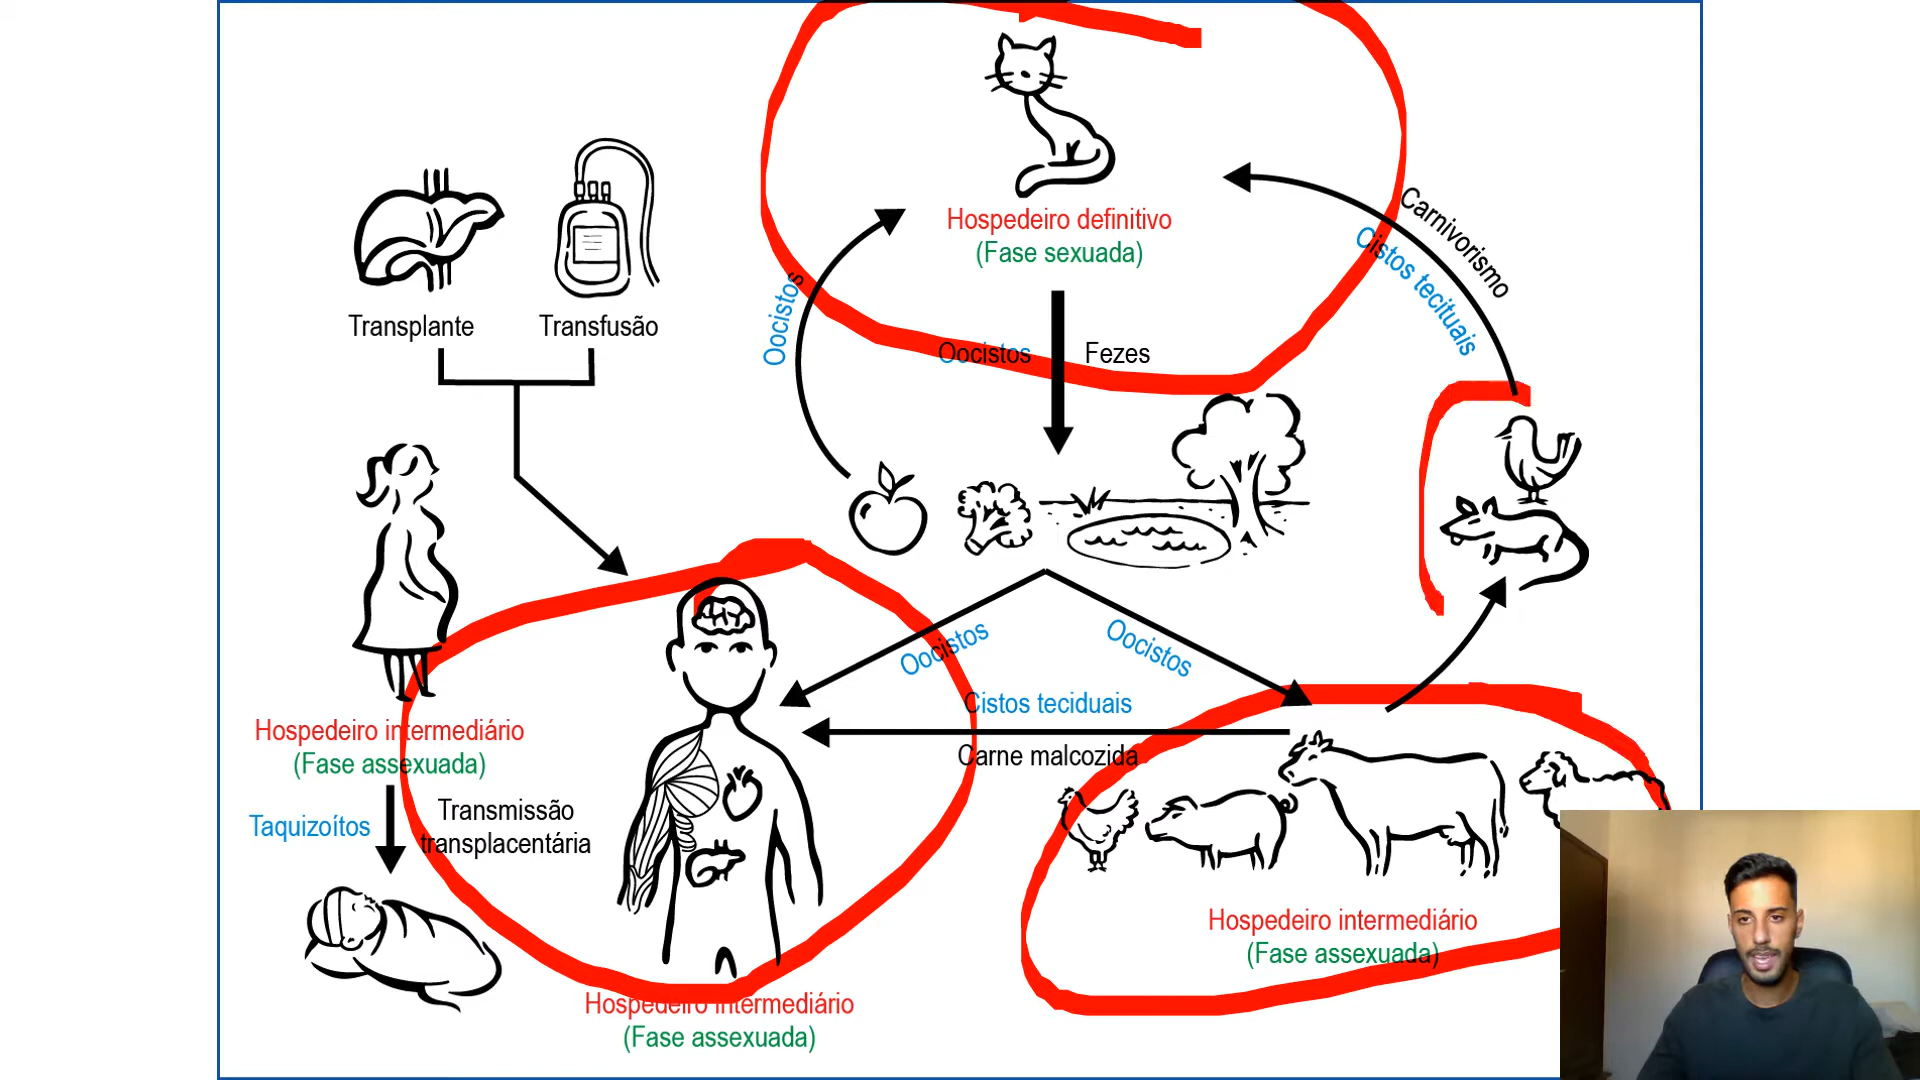 Hospedeiro definitivo
(Fase sexuada)
Carnivorismo
Cistos tecituais
Oocistos
Oocistos
Fezes
Transplante
Transfusão
Oocistos
Oocistos
Cistos teciduais
Carne malcozida
Hospedeiro intermediário
(Fase assexuada)
Taquizoítos
Transmissão
transplacentária
Hospedeiro intermediário
(Fase assexuada)
Hospedeiro intermediário
(Fase assexuada)